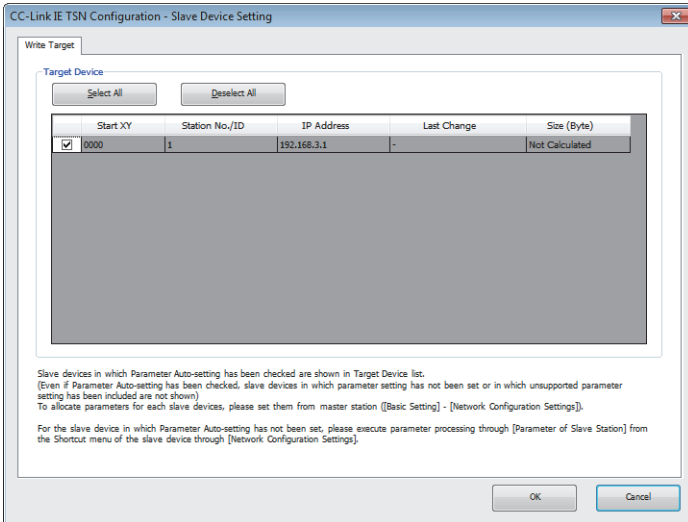 CC-Link IE TSN Configuration - Slave Device Setting
Write Target
Target Device
Select All Deselect All
Start XY Station No./ID IP Address Last Change Size (Byte)
0000 1 192.168.3.1 - Not Calculated
Slave devices in which Parameter Auto-setting has been checked are shown in Target Device list.
(Even if Parameter Auto-setting has been checked, slave devices in which parameter setting has not been set or in which unsupported parameter
setting has been included are not shown)
To allocate parameters for each slave devices, please set them from master station ([Basic Setting] - [Network Configuration Settings]).
For the slave device in which Parameter Auto-setting has not been set, please execute parameter processing through [Parameter of Slave Station] from
the Shortcut menu of the slave device through [Network Configuration Settings].
OK Cancel